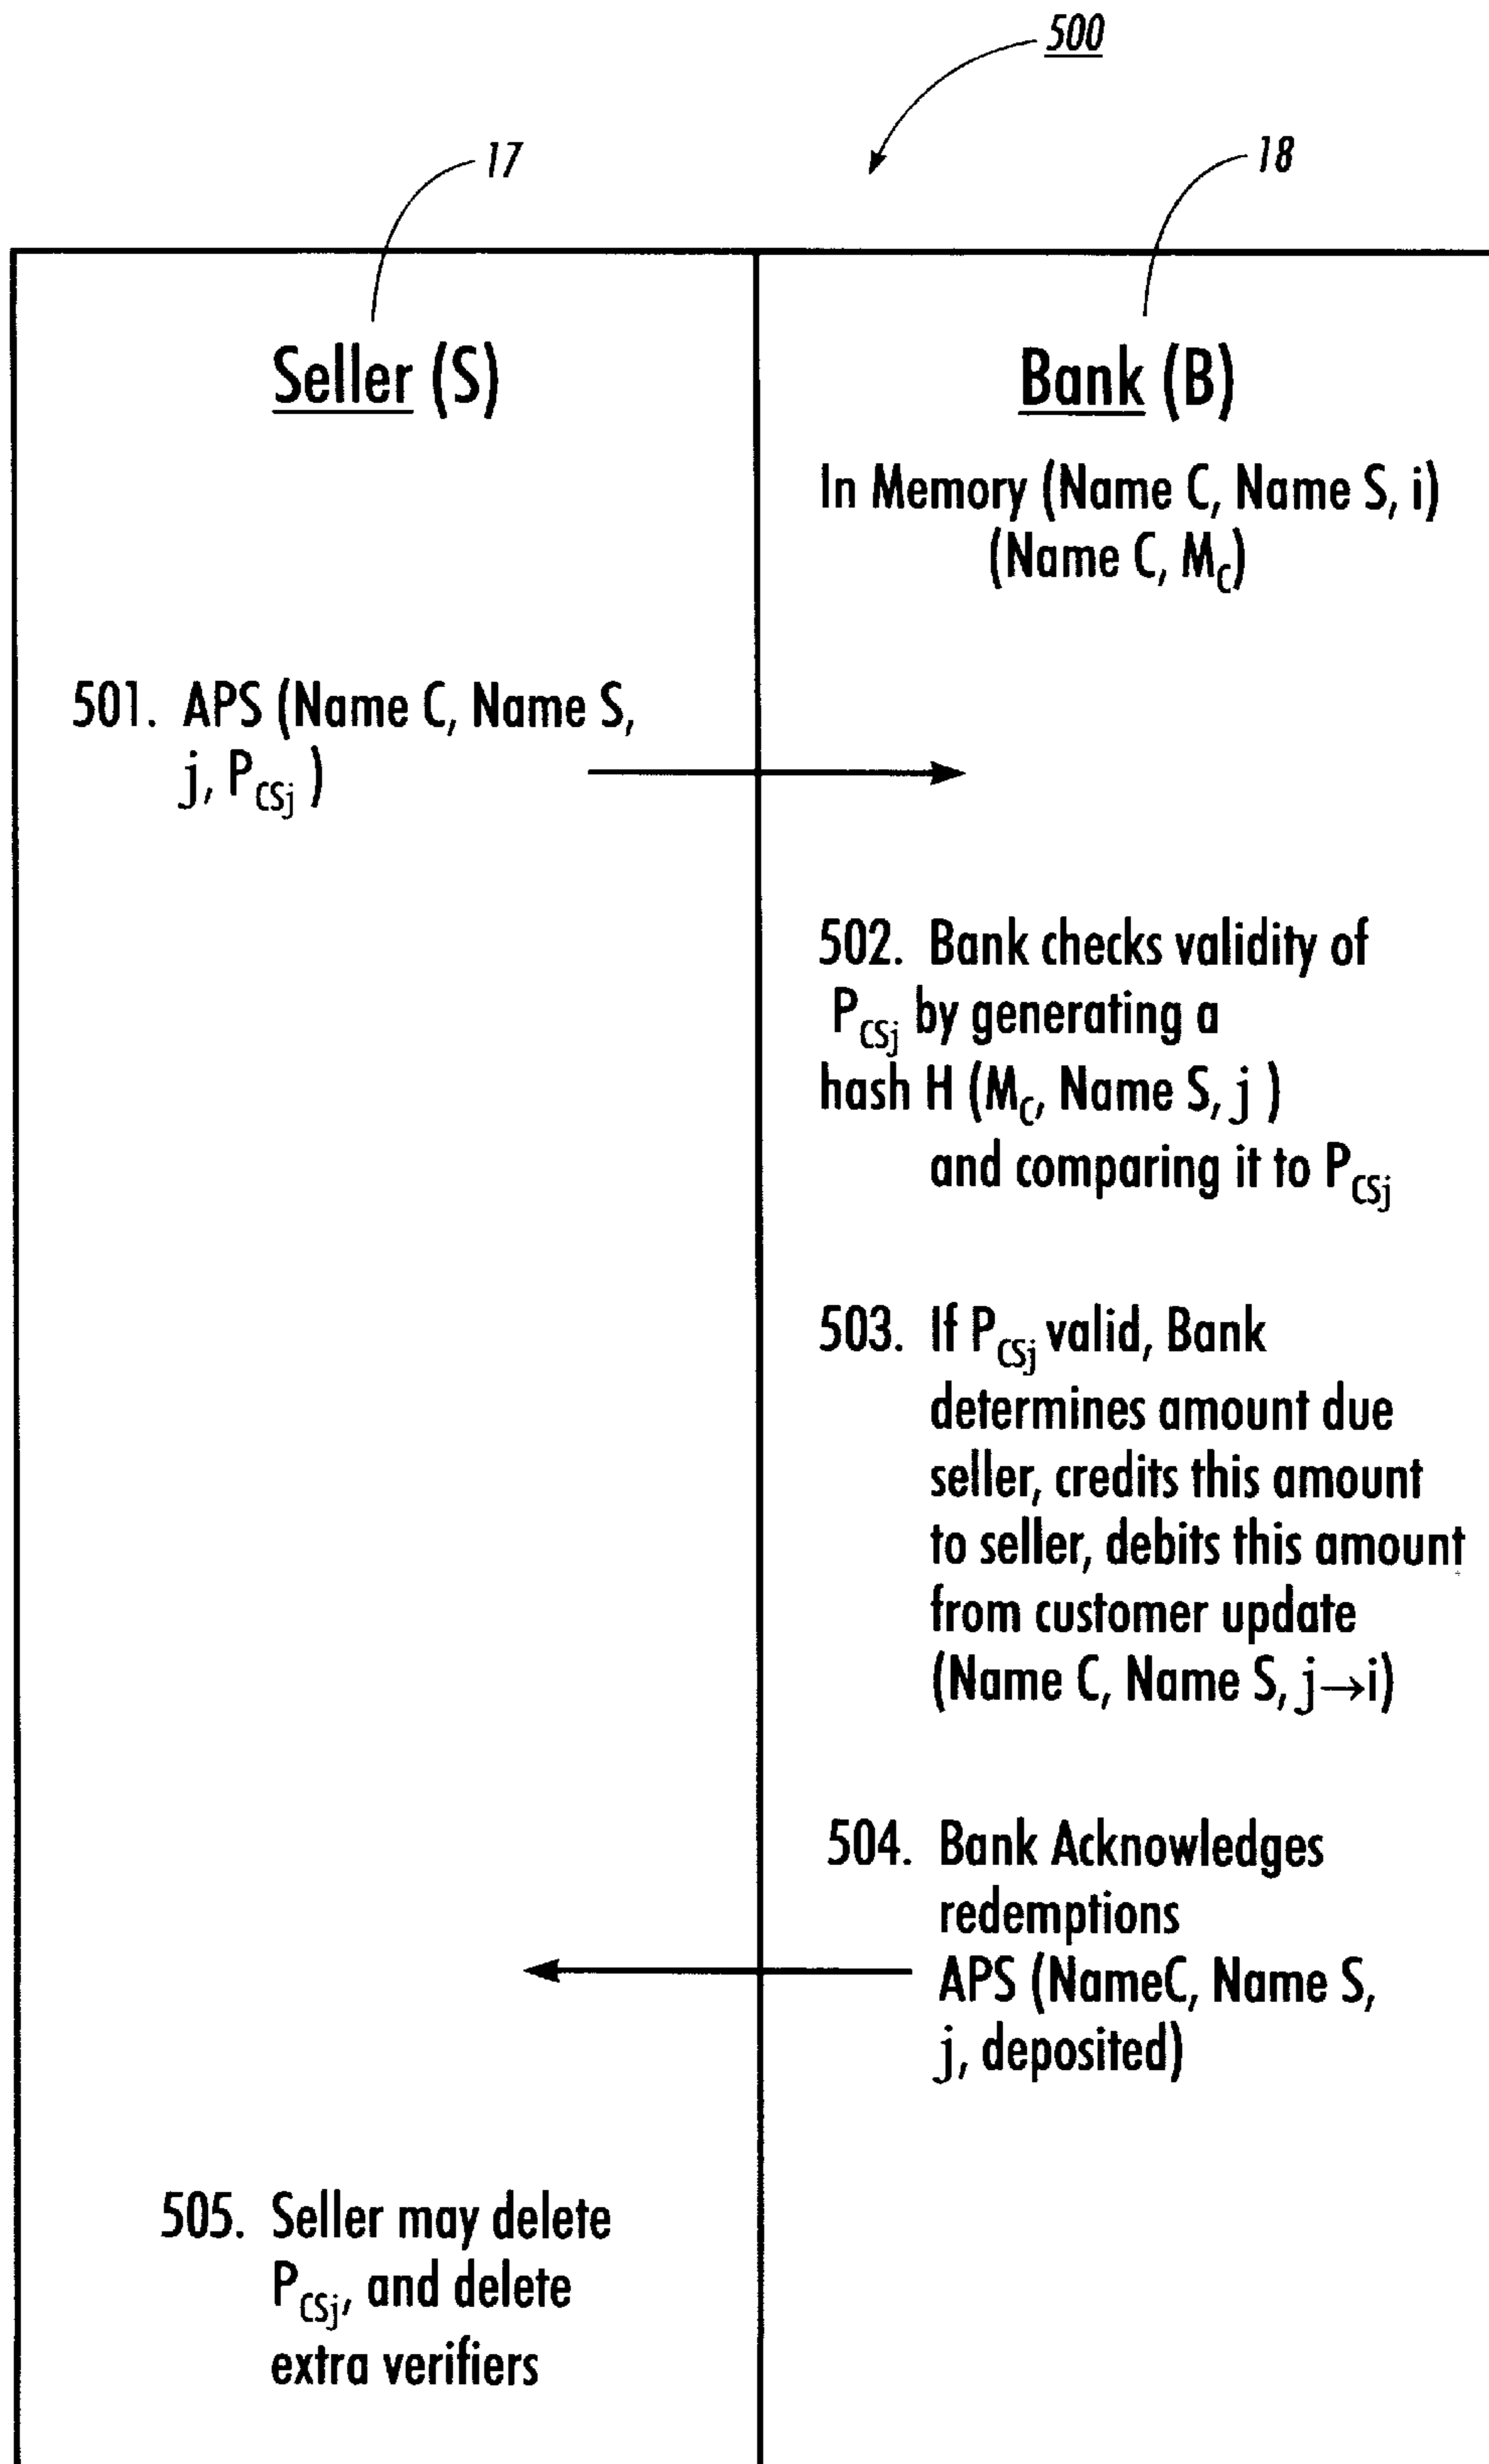 500
17
18
Seller (S)
Bank (B)
In Memory (Name C, Name S, i)
(Name C, M_C)
501. APS (Name C, Name S,
j, P_CSj )
502. Bank checks validity of
P_CSj by generating a
hash H (M_C, Name S, j )
and comparing it to P_CSj
503. If P_CSj valid, Bank
determines amount due
seller, credits this amount
to seller, debits this amount
from customer update
(Name C, Name S, j→i)
504. Bank Acknowledges
redemptions
APS (NameC, Name S,
j, deposited)
505. Seller may delete
P_CSj, and delete
extra verifiers